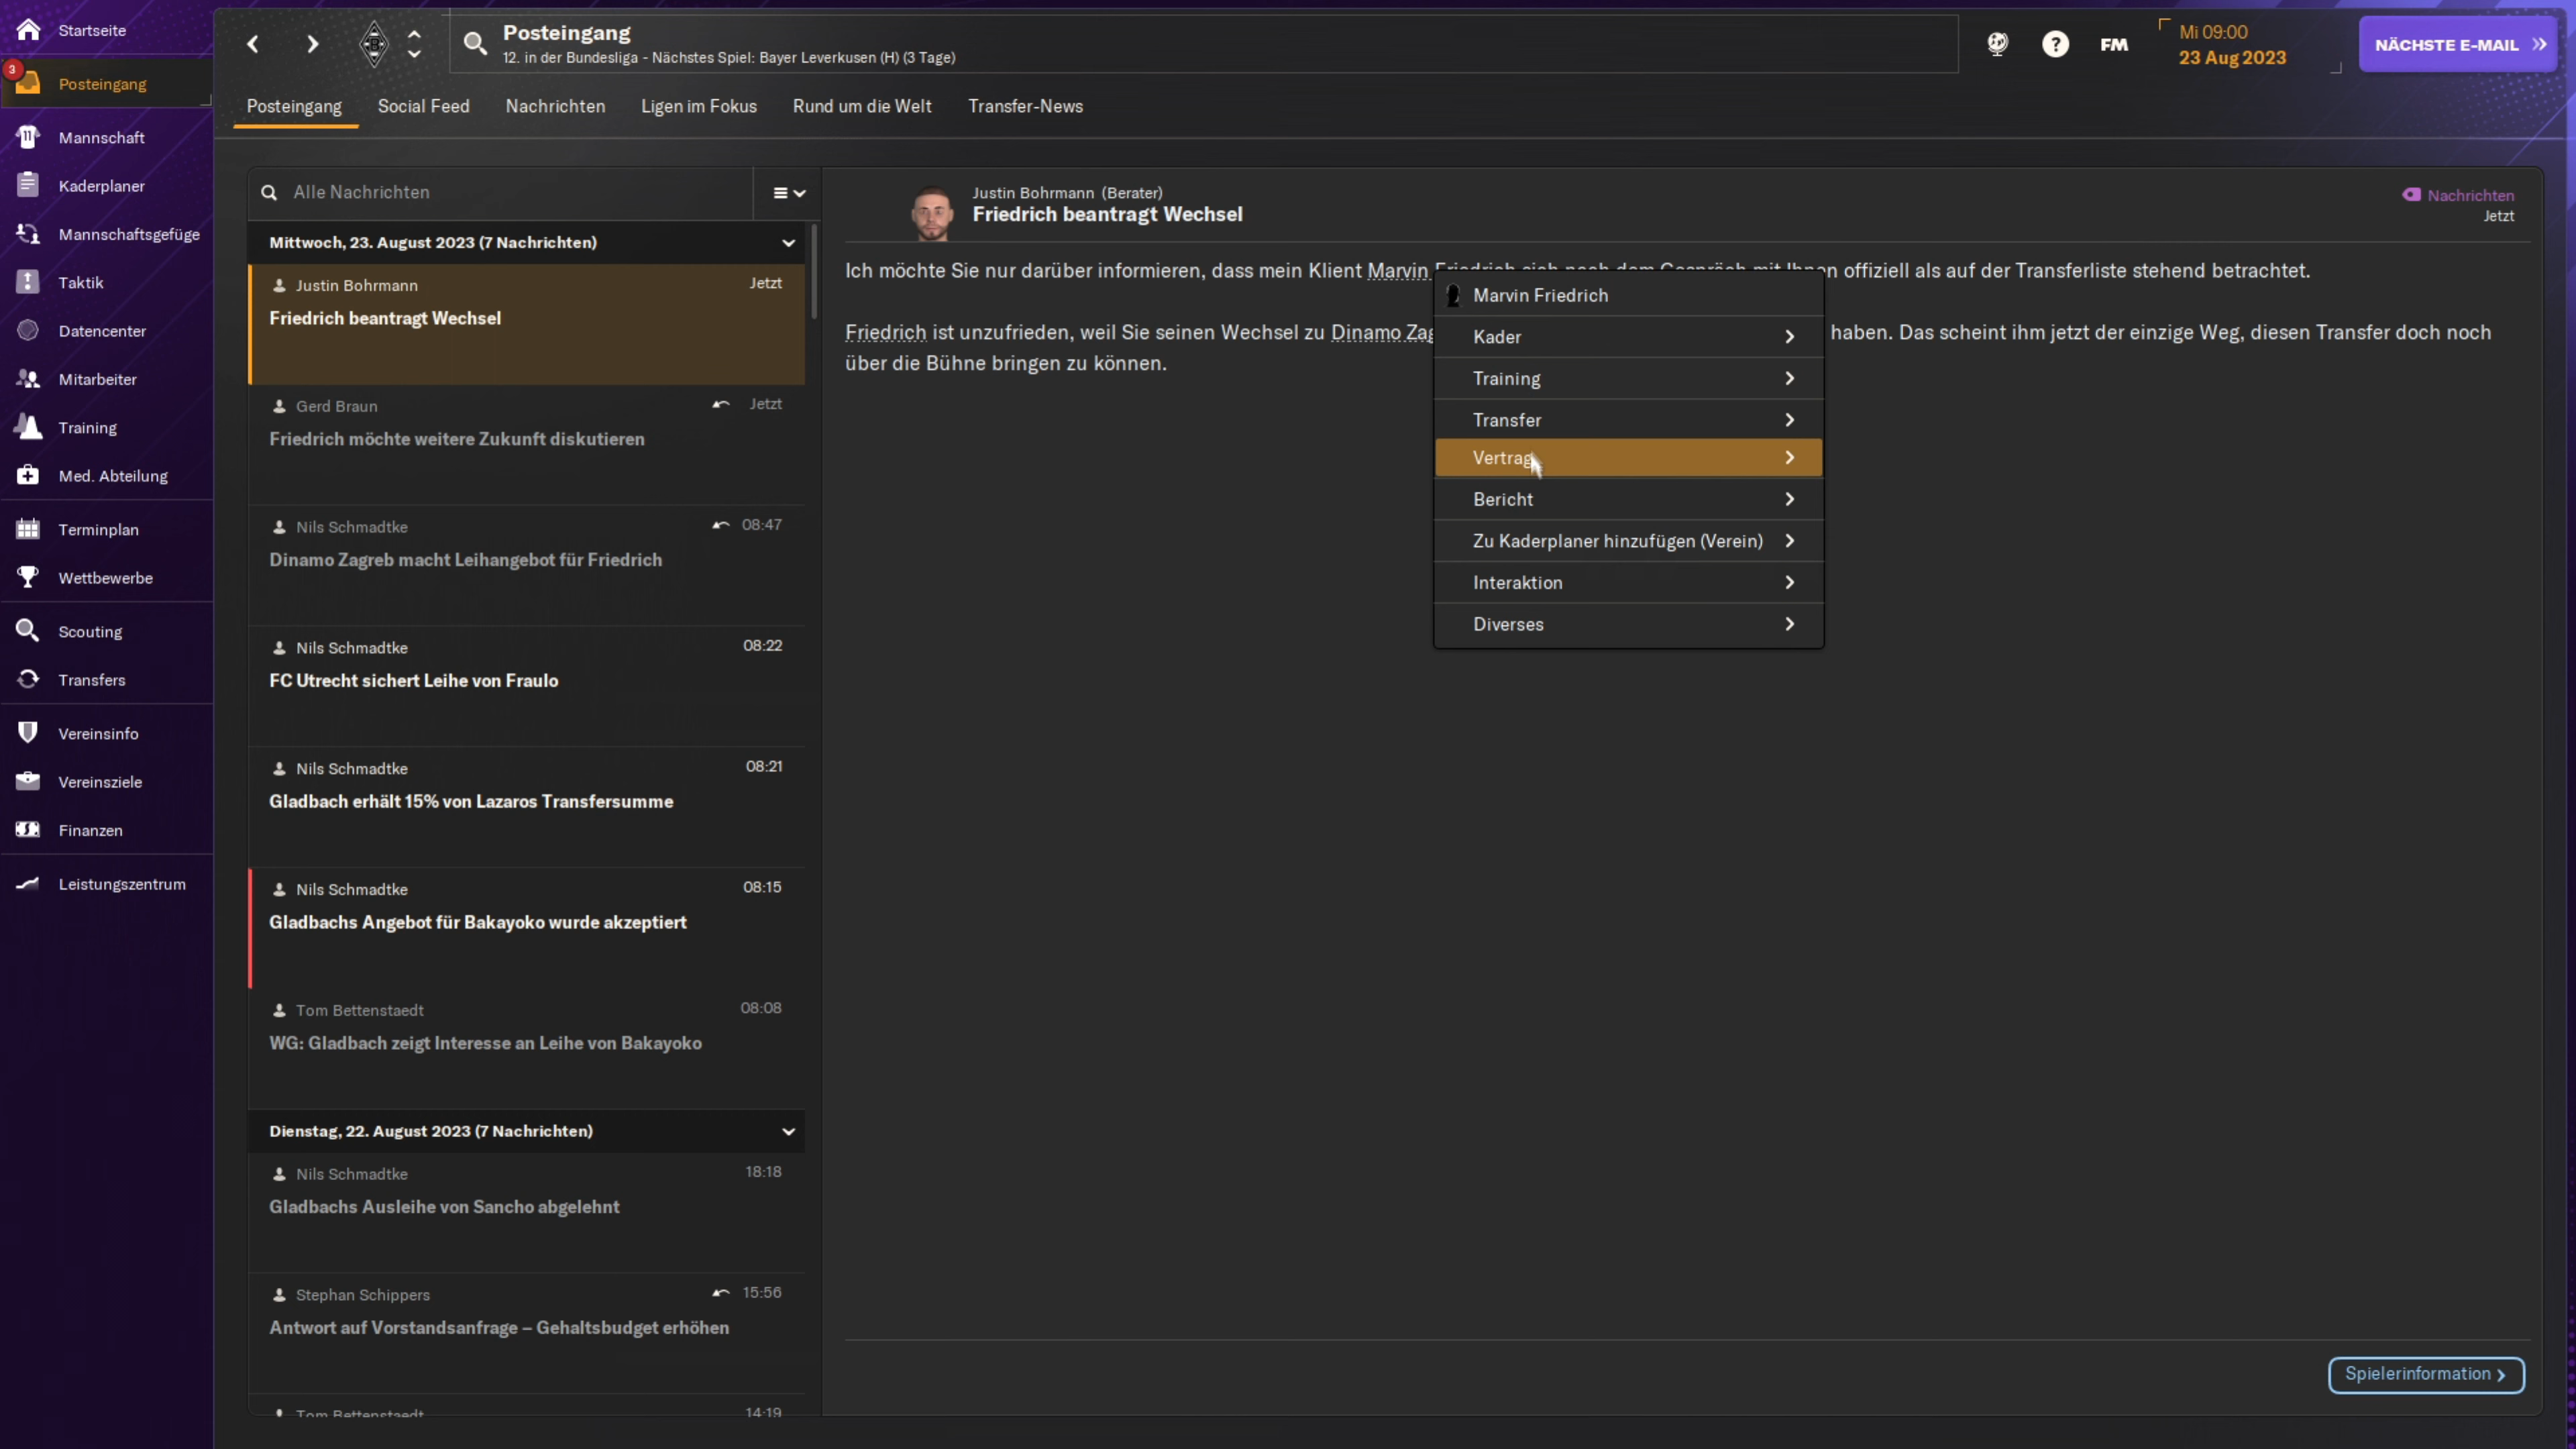 Startseite
3
Posteingang
Mannschaft
Kaderplaner
Mannschaftsgefüge
Taktik
Datencenter
Mitarbeiter
Training
Med. Abteilung
Terminplan
Wettbewerbe
Scouting
Transfers
Vereinsinfo
Vereinsziele
Finanzen
Leistungszentrum
Posteingang
12. in der Bundesliga - Nächstes Spiel: Bayer Leverkusen (H) (3 Tage)
?
FM
Mi 09:00
23 Aug 2023
NÄCHSTE E-MAIL
Posteingang Social Feed Nachrichten Ligen im Fokus Rund um die Welt Transfer-News
Alle Nachrichten
Mittwoch, 23. August 2023 (7 Nachrichten)
Justin Bohrmann Jetzt
Friedrich beantragt Wechsel
Gerd Braun Jetzt
Friedrich möchte weitere Zukunft diskutieren
Nils Schmadtke 08:47
Dinamo Zagreb macht Leihangebot für Friedrich
Nils Schmadtke 08:22
FC Utrecht sichert Leihe von Fraulo
Nils Schmadtke 08:21
Gladbach erhält 15% von Lazaros Transfersumme
Nils Schmadtke 08:15
Gladbachs Angebot für Bakayoko wurde akzeptiert
Tom Bettenstaedt 08:08
WG: Gladbach zeigt Interesse an Leihe von Bakayoko
Dienstag, 22. August 2023 (7 Nachrichten)
Nils Schmadtke 18:18
Gladbachs Ausleihe von Sancho abgelehnt
Stephan Schippers 15:56
Antwort auf Vorstandsanfrage – Gehaltsbudget erhöhen
Tom Bettenstaedt 14:19
Justin Bohrmann (Berater)
Friedrich beantragt Wechsel
Nachrichten
Jetzt
Ich möchte Sie nur darüber informieren, dass mein Klient Marvin Friedrich sich nach dem Gespräch mit Ihnen offiziell als auf der Transferliste stehend betrachtet.
Friedrich ist unzufrieden, weil Sie seinen Wechsel zu Dinamo Zag haben. Das scheint ihm jetzt der einzige Weg, diesen Transfer doch noch
über die Bühne bringen zu können.
Marvin Friedrich
Kader
Training
Transfer
Vertrag
Bericht
Zu Kaderplaner hinzufügen (Verein)
Interaktion
Diverses
Spielerinformation